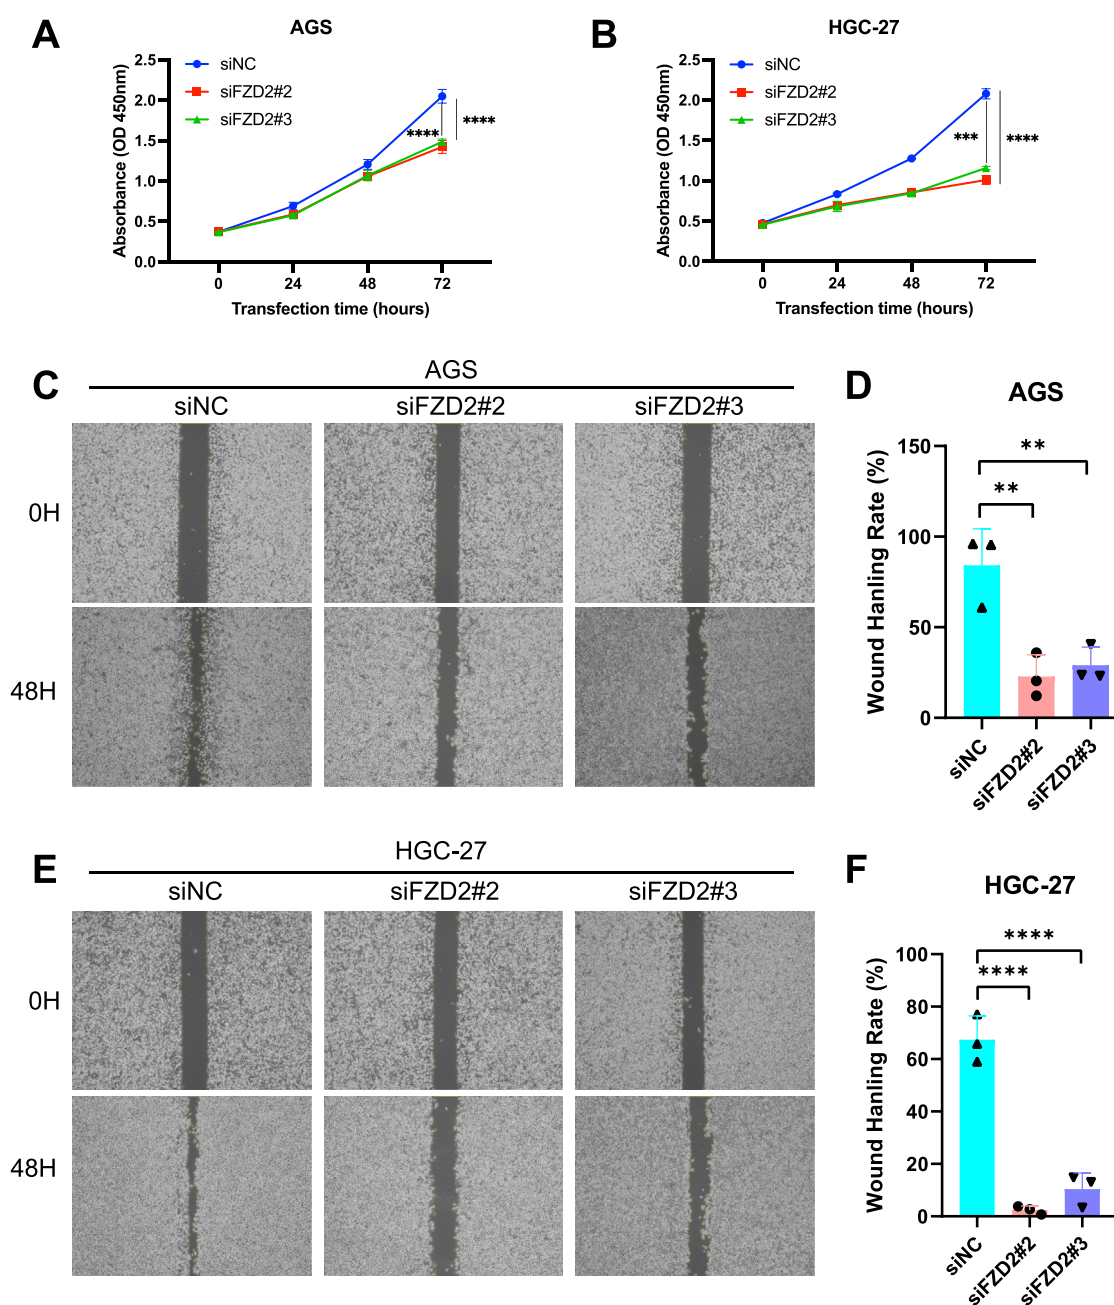 A
AGS
Absorbance (OD 450nm)
2.5
2.0
1.5
1.0
0.5
0.0
siNC
siFZD2#2
siFZD2#3
****
****
0 24 48 72
Transfection time (hours)
B
HGC-27
Absorbance (OD 450nm)
2.5
2.0
1.5
1.0
0.5
0.0
siNC
siFZD2#2
siFZD2#3
***
****
0 24 48 72
Transfection time (hours)
C
AGS
siNC siFZD2#2 siFZD2#3
0H
48H
D
AGS
Wound Hanling Rate (%)
150
100
50
0
**
**
siNC
siFZD2#2
siFZD2#3
E
HGC-27
siNC siFZD2#2 siFZD2#3
0H
48H
F
HGC-27
Wound Hanling Rate (%)
100
80
60
40
20
0
****
****
siNC
siFZD2#2
siFZD2#3